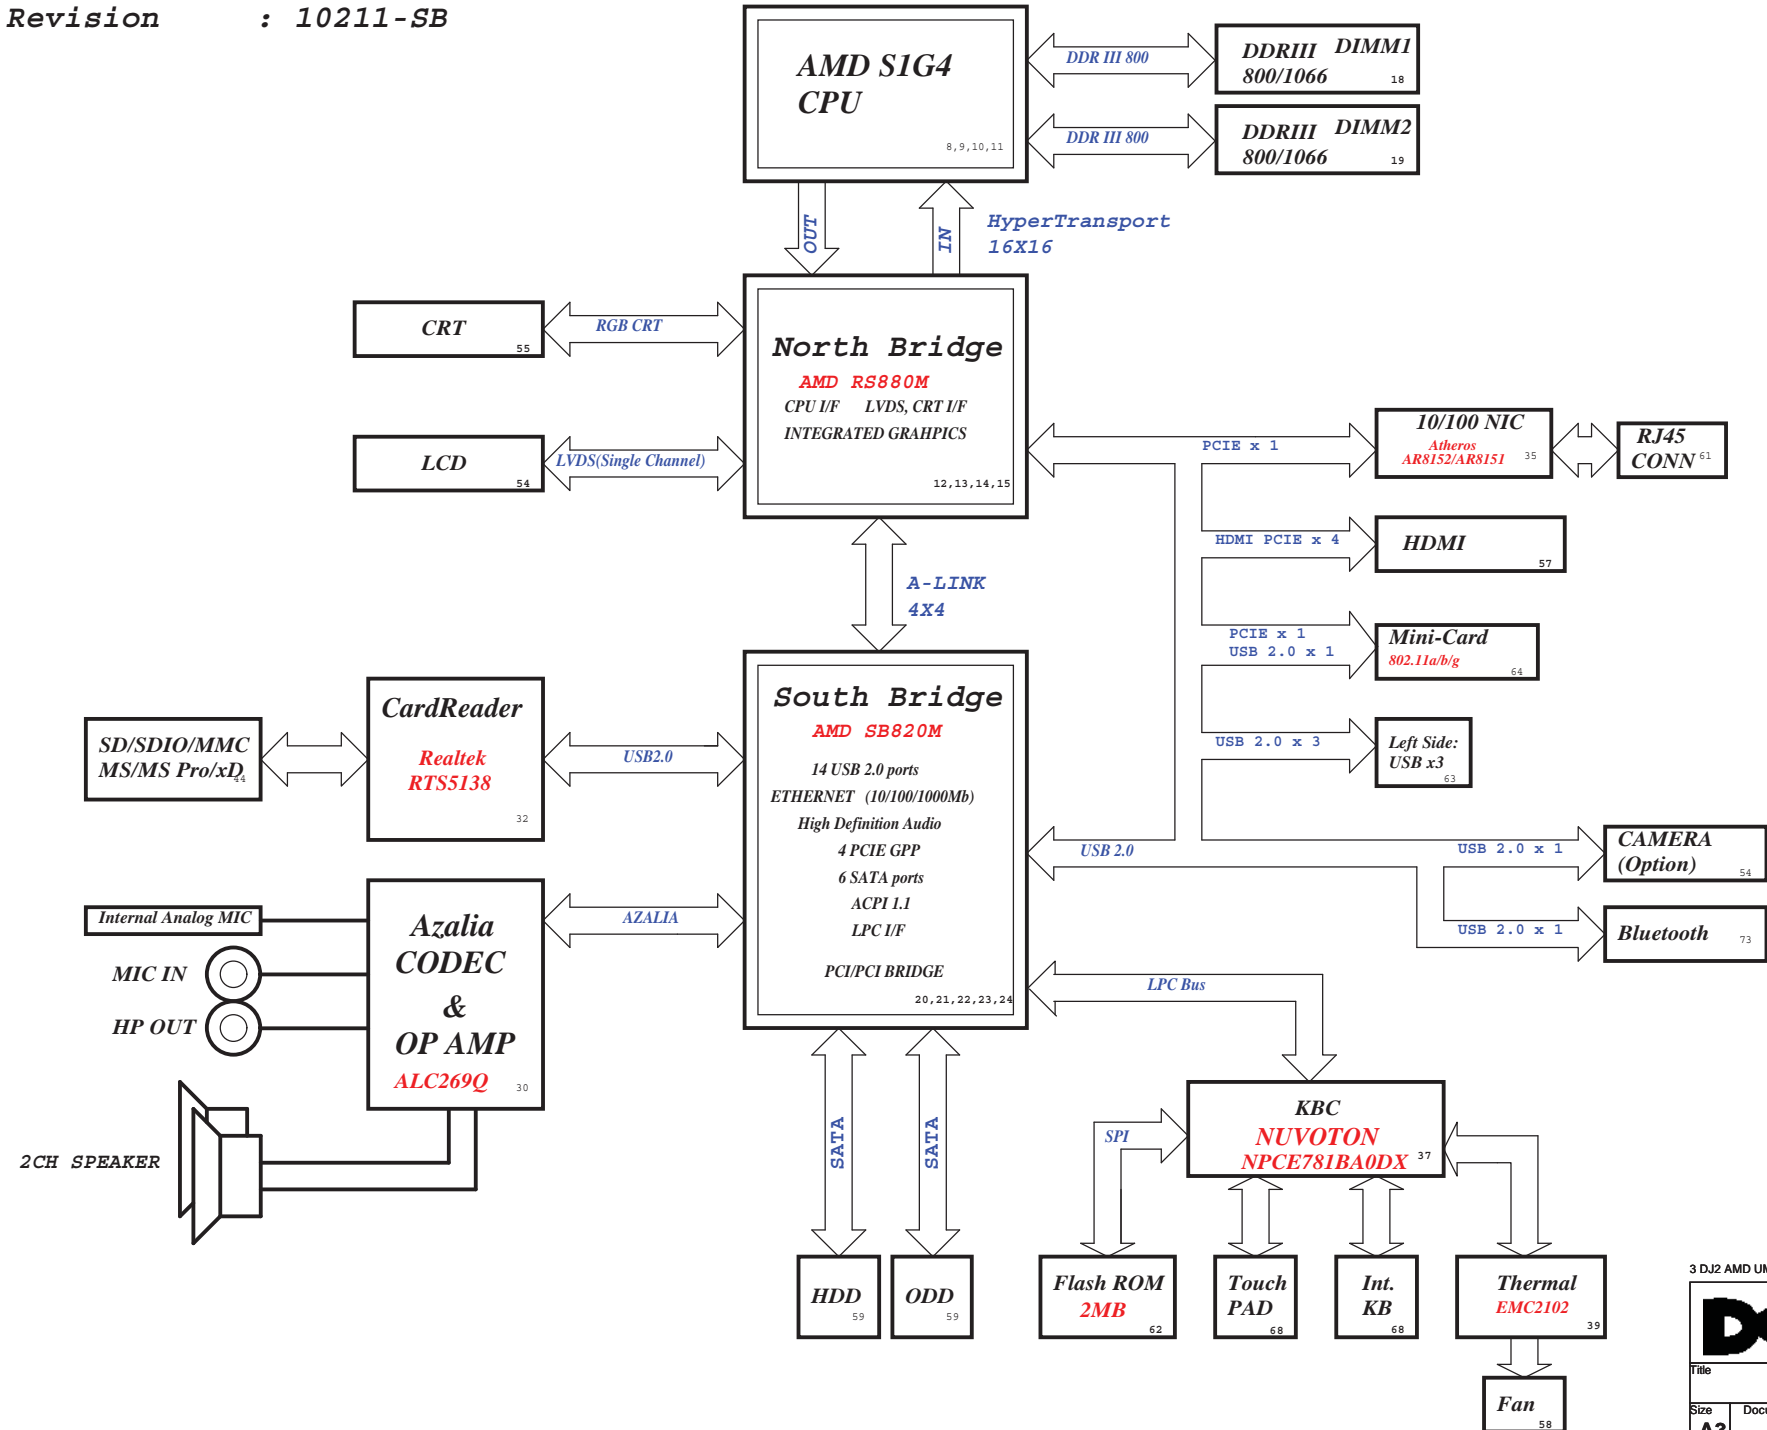 Revision : 10211-SB
AMD S1G4
CPU
8,9,10,11
DDR III 800
DDRIII DIMM1
800/1066
18
DDR III 800
DDRIII DIMM2
800/1066
19
OUT
IN
HyperTransport
16X16
CRT
55
RGB CRT
LCD
54
LVDS(Single Channel)
North Bridge
AMD RS880M
CPU I/F LVDS, CRT I/F
INTEGRATED GRAHPICS
12,13,14,15
PCIE x 1
10/100 NIC
Atheros
AR8152/AR8151
35
RJ45
CONN
61
HDMI PCIE x 4
HDMI
57
A-LINK
4X4
PCIE x 1
USB 2.0 x 1
Mini-Card
802.11a/b/g
64
USB 2.0 x 3
Left Side:
USB x3
63
SD/SDIO/MMC
MS/MS Pro/xD
44
CardReader
Realtek
RTS5138
32
USB2.0
South Bridge
AMD SB820M
14 USB 2.0 ports
ETHERNET (10/100/1000Mb)
High Definition Audio
4 PCIE GPP
6 SATA ports
ACPI 1.1
LPC I/F
PCI/PCI BRIDGE
20,21,22,23,24
USB 2.0
USB 2.0 x 1
CAMERA
(Option)
54
USB 2.0 x 1
Bluetooth
73
Internal Analog MIC
MIC IN
HP OUT
2CH SPEAKER
Azalia
CODEC
&
OP AMP
ALC269Q
30
AZALIA
LPC Bus
SATA
SATA
HDD
59
ODD
59
KBC
NUVOTON
NPCE781BA0DX
37
SPI
Flash ROM
2MB
62
Touch
PAD
68
Int.
KB
68
Thermal
EMC2102
39
Fan
58
3 DJ2 AMD UM
Title
Size
Docu
A3